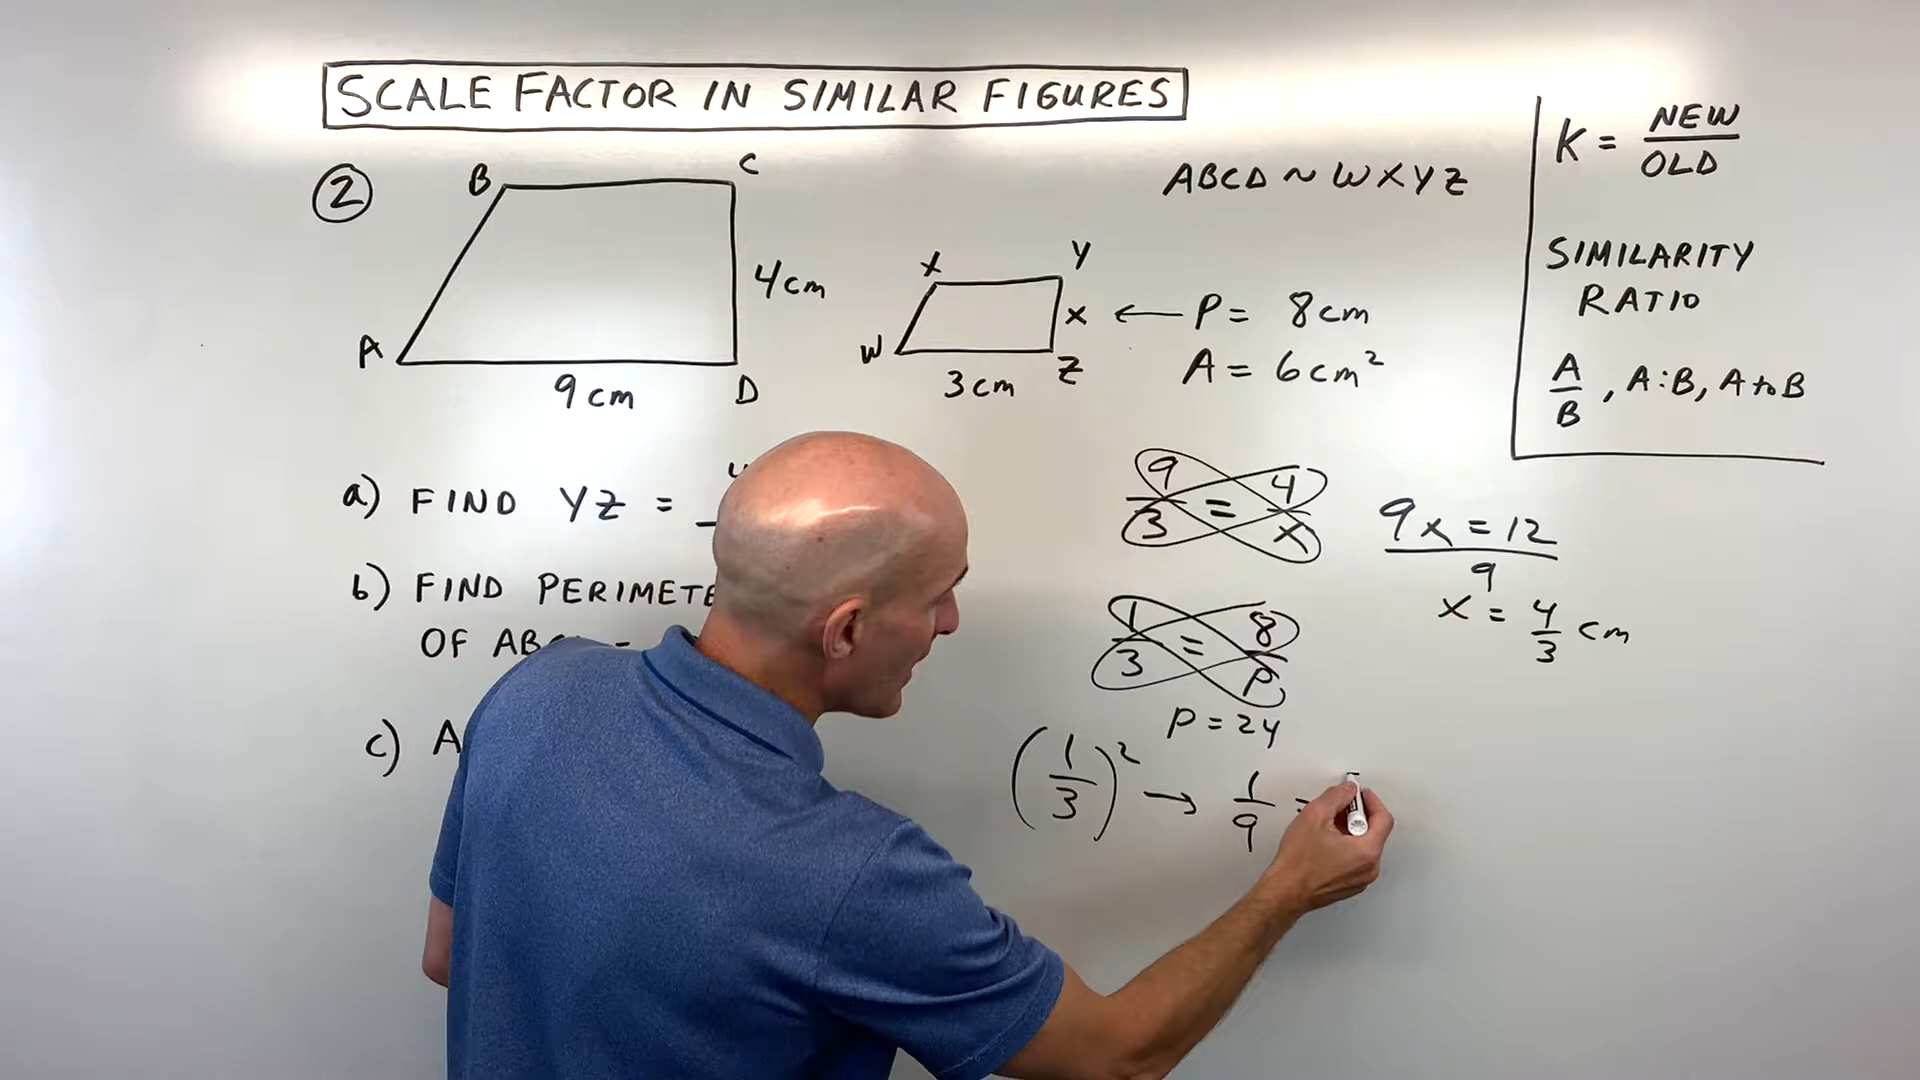 SCALE FACTOR IN SIMILAR FIGURES
K = NEW/OLD
SIMILARITY
RATIO
A/B , A:B, A to B
②
B
C
A
D
4cm
9cm
X
Y
W
Z
x
3cm
ABCD ~ WXYZ
← P = 8cm
A = 6cm²
a) FIND YZ =
b) FIND
OF
c) A
9/3 = 4/x
9x = 12
9
x = 4/3 cm
1/3 = 8/P
P = 24
(1/3)² → 1/9 =